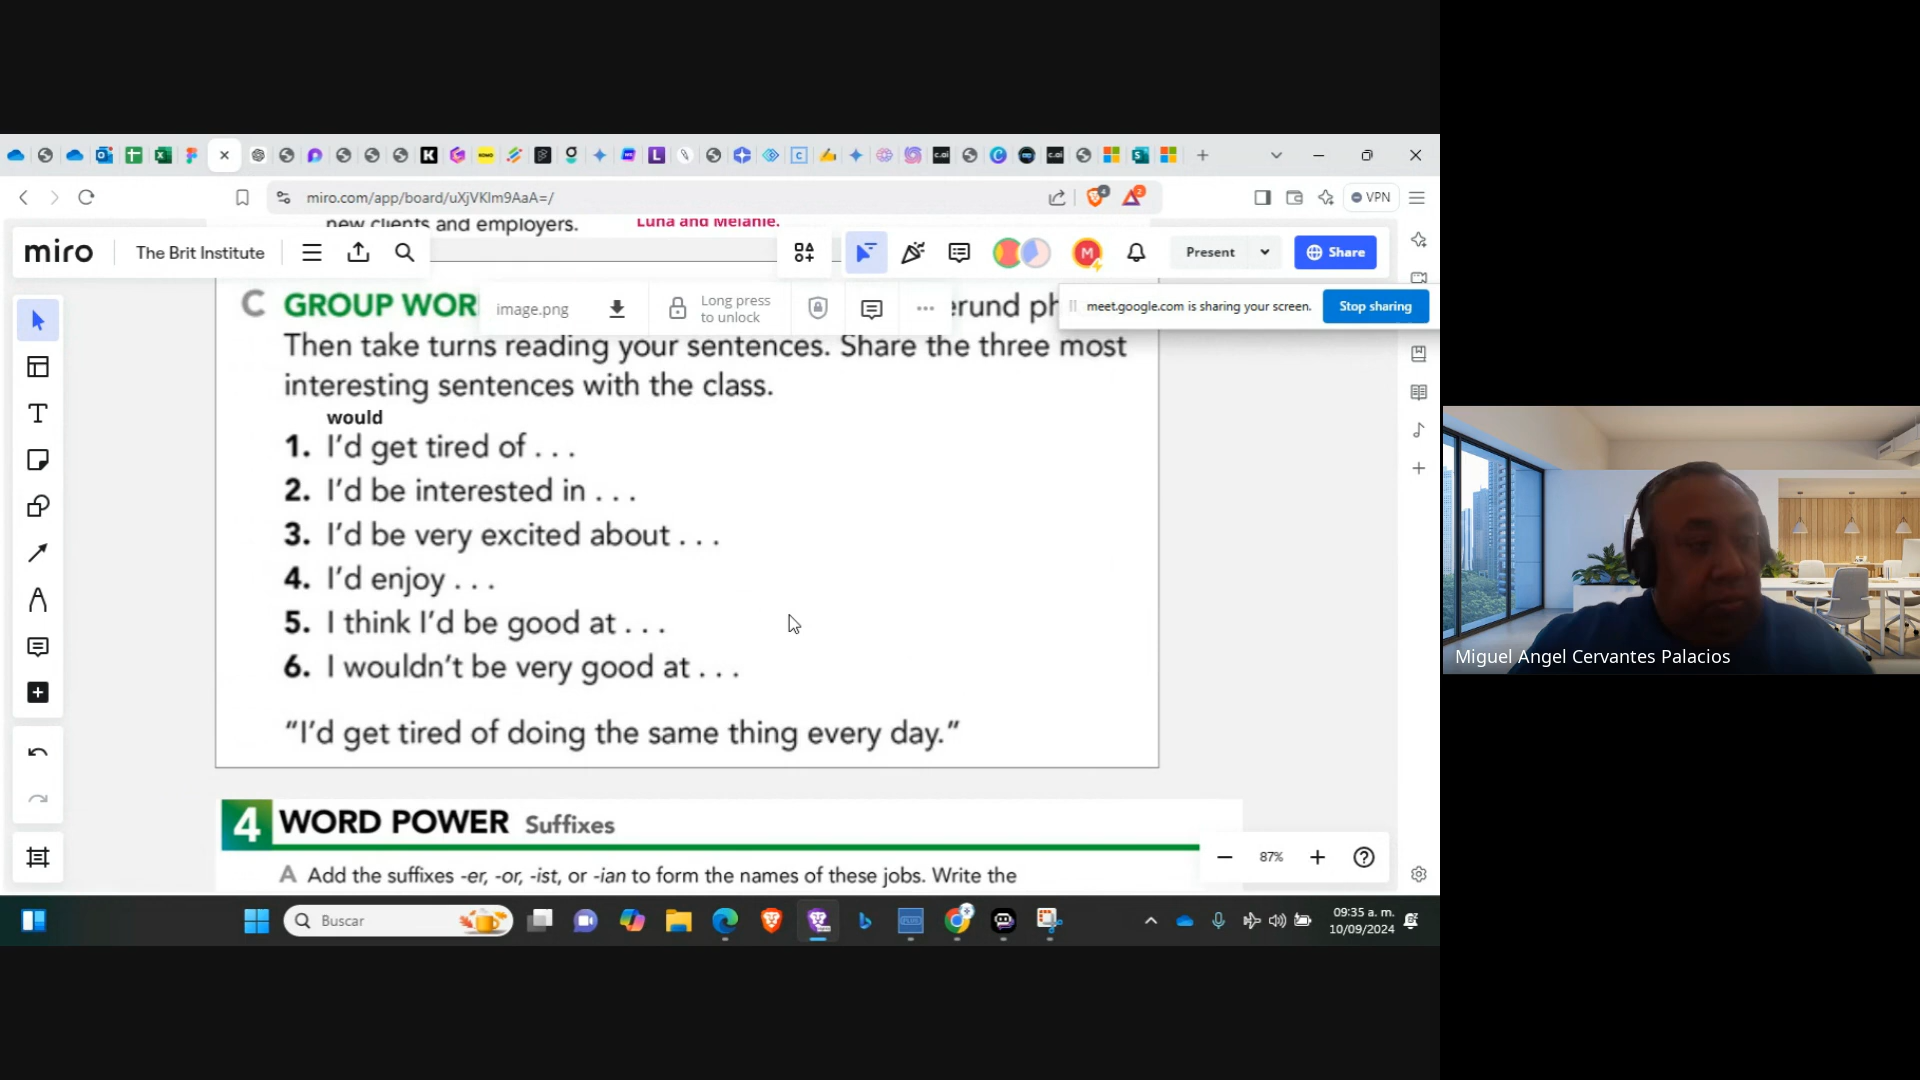 miro.com/app/board/uXjVKlm9AaA=/
VPN
new clients and employers.
Luna and Melanie.
miro
The Brit Institute
M
Present
Share
C GROUP WOR
image.png
Long press
to unlock
erund ph
meet.google.com is sharing your screen.
Stop sharing
Then take turns reading your sentences. Share the three most
interesting sentences with the class.
would
1. I'd get tired of . . .
2. I'd be interested in . . .
3. I'd be very excited about . . .
4. I'd enjoy . . .
5. I think I'd be good at . . .
6. I wouldn't be very good at . . .
"I'd get tired of doing the same thing every day."
4 WORD POWER Suffixes
A Add the suffixes -er, -or, -ist, or -ian to form the names of these jobs. Write the
87%
Buscar
09:35 a. m.
10/09/2024
Miguel Angel Cervantes Palacios